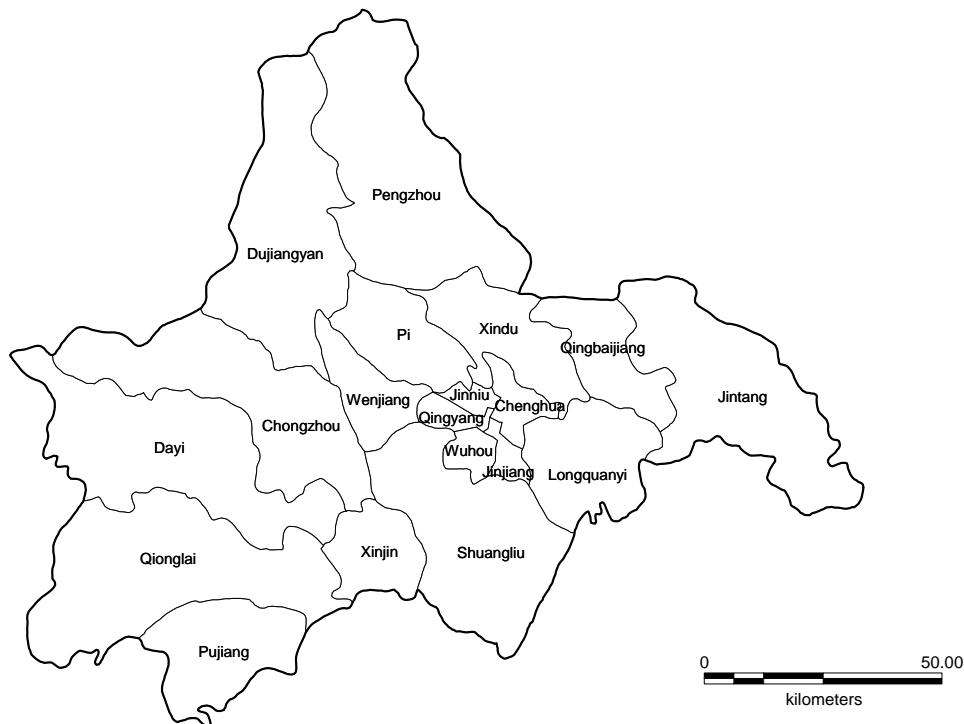 Pengzhou
Dujiangyan
Pi
Xindu
Qingbaijiang
Jintang
Wenjiang
Jinniu
Chenghua
Qingyang
Chongzhou
Dayi
Wuhou
Jinjiang
Longquanyi
Qionglai
Xinjin
Shuangliu
Pujiang
0 50.00
kilometers